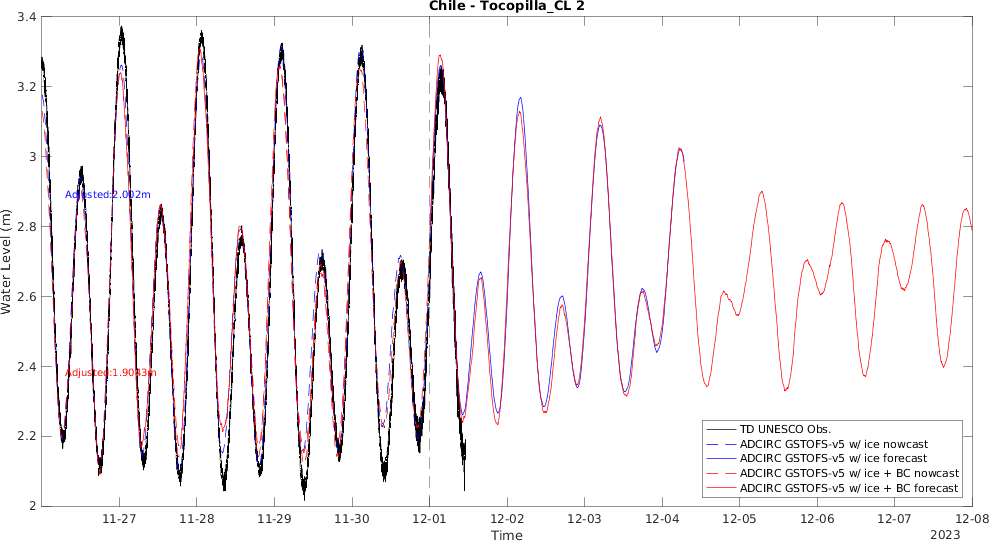 Chile - Tocopilla_CL 2
Water Level (m)
3.4
3.2
3
2.8
2.6
2.4
2.2
2
Adjusted:2.002m
Adjusted:1.9043m
TD UNESCO Obs.
ADCIRC GSTOFS-v5 w/ ice nowcast
ADCIRC GSTOFS-v5 w/ ice forecast
ADCIRC GSTOFS-v5 w/ ice + BC nowcast
ADCIRC GSTOFS-v5 w/ ice + BC forecast
11-27 11-28 11-29 11-30 12-01 12-02 12-03 12-04 12-05 12-06 12-07 12-08
Time
2023